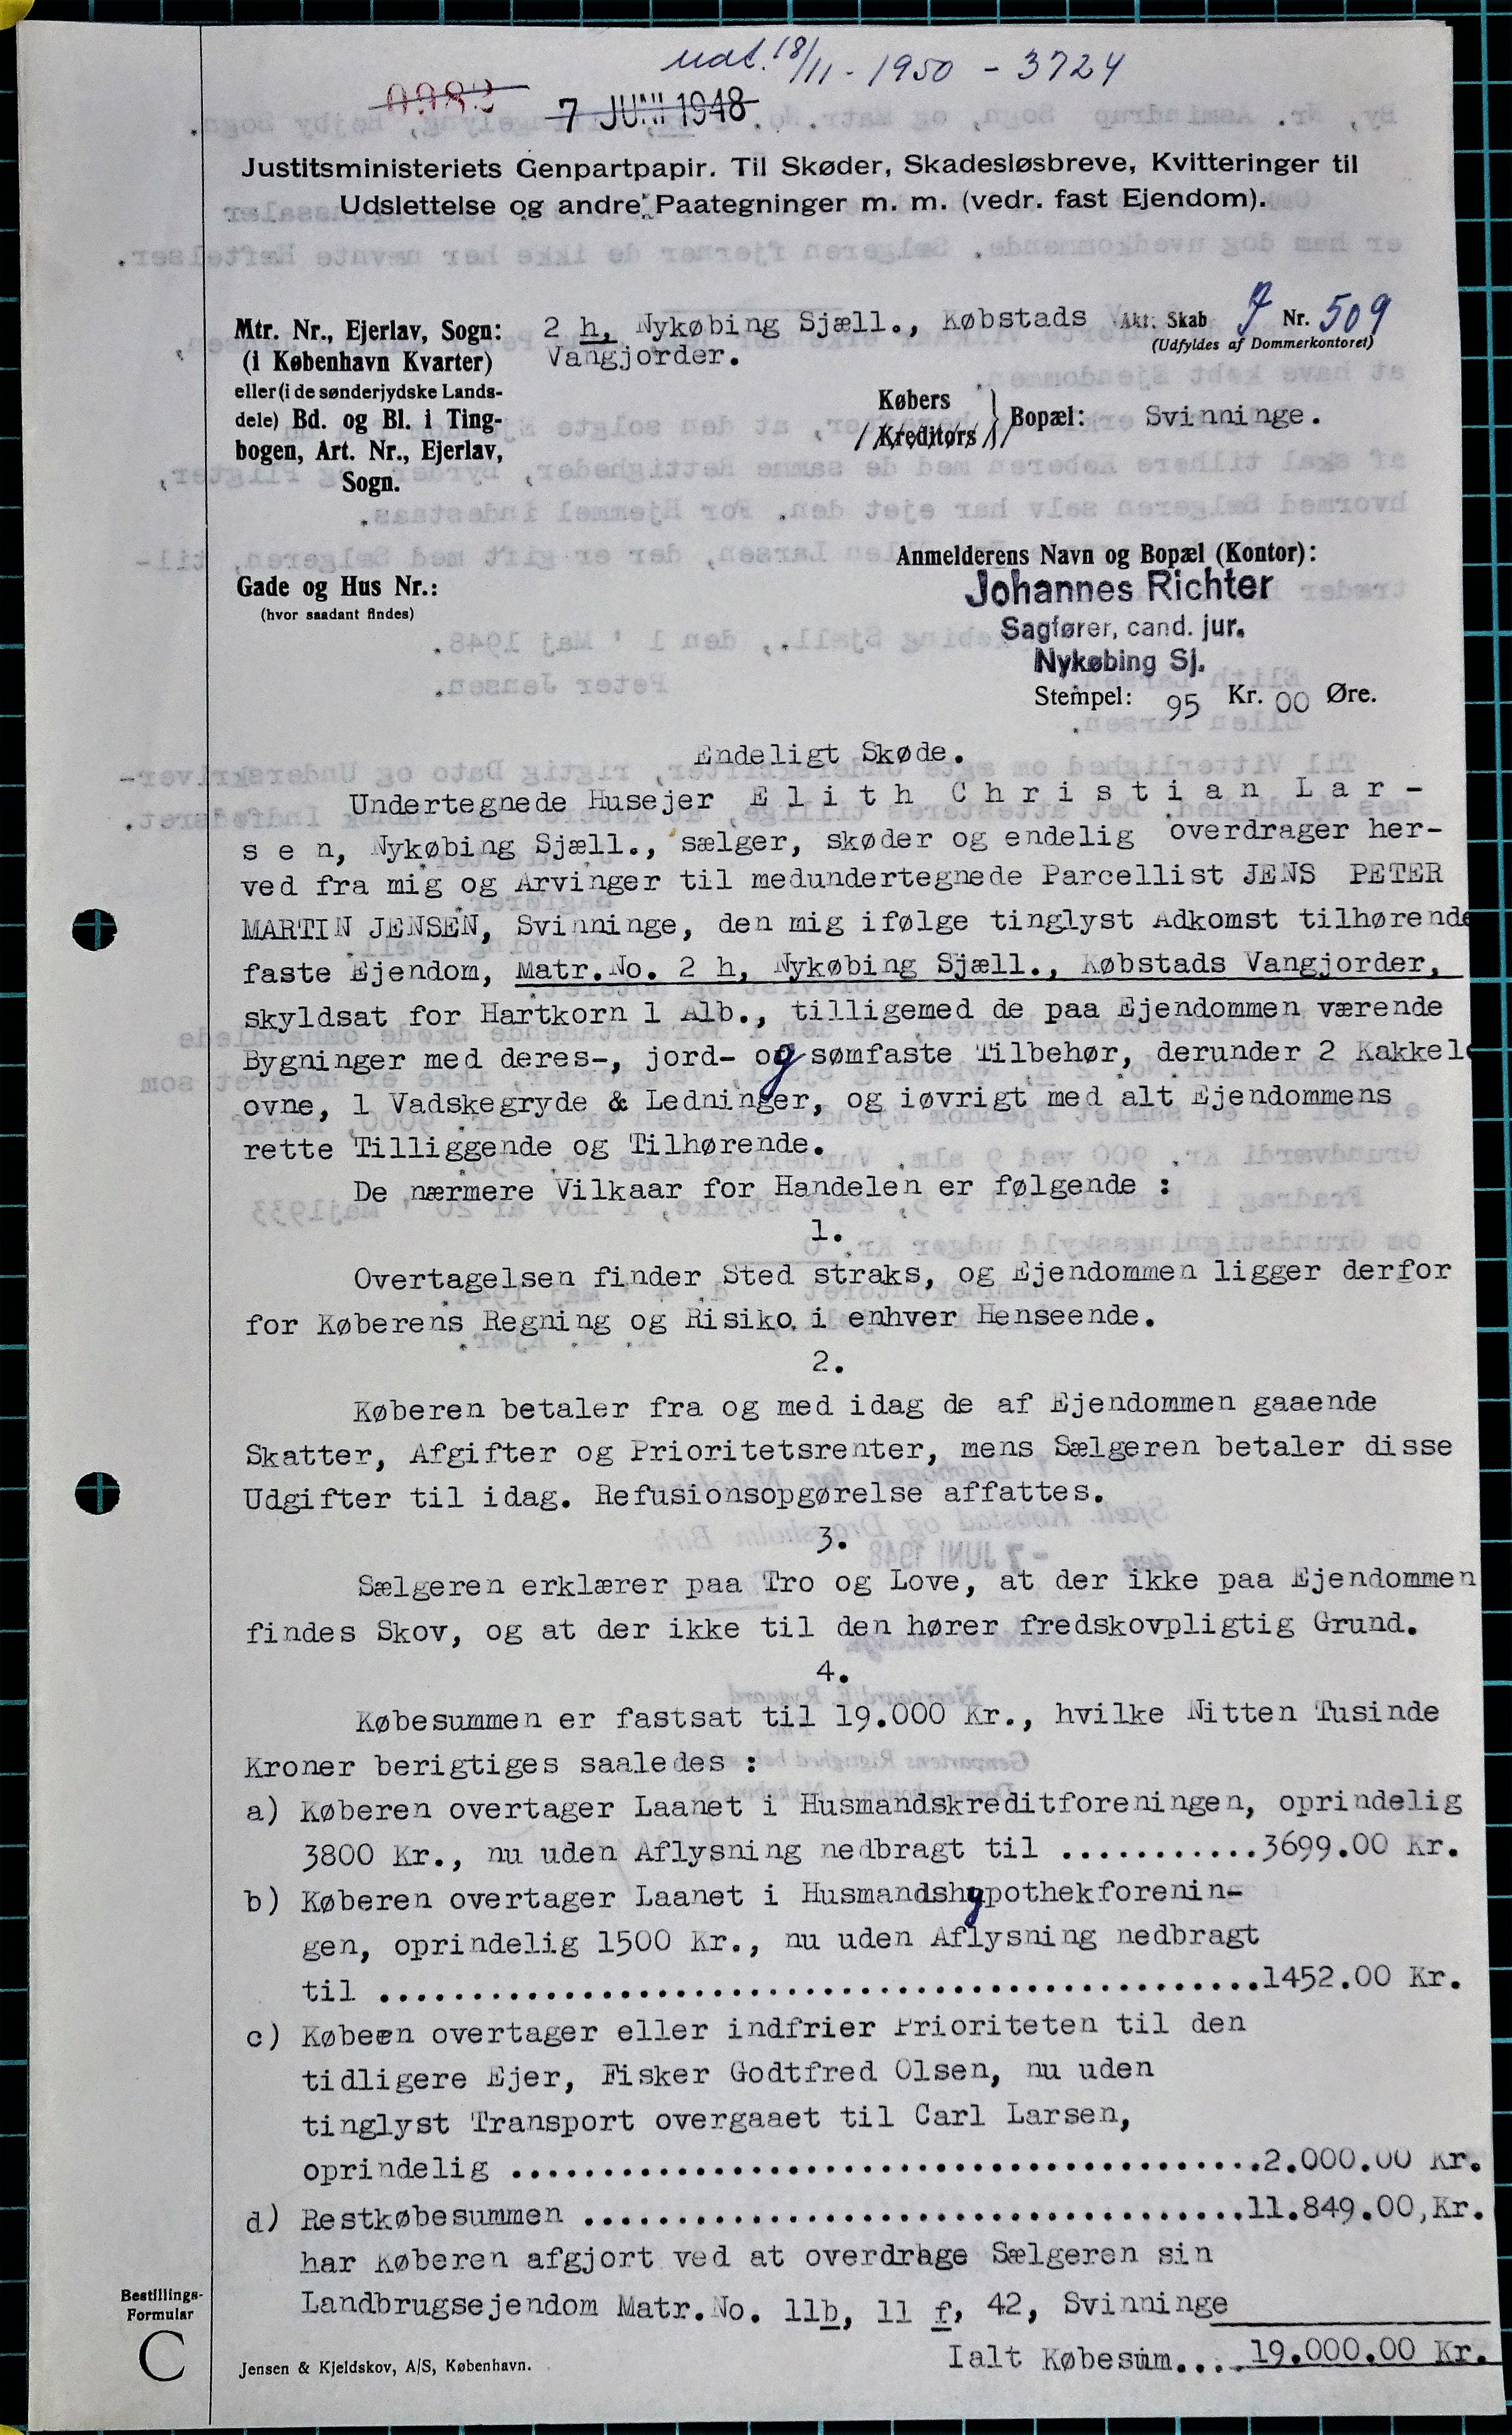 Udl. 18/11 - 1950 - 3724
0982
7 JUNI 1948
Justitsministeriets Genpartpapir. Til Skøder, Skadesløsbreve, Kvitteringer til
Udslettelse og andre Paategninger m. m. (vedr. fast Ejendom).
Mtr. Nr., Ejerlav, Sogn: 2 h, Nykøbing Sjæll., Købstads
(i København Kvarter) Vangjorder.
eller (i de sønderjydske Lands-
dele) Bd. og Bl. i Ting-
bogen, Art. Nr., Ejerlav,
Sogn.
Akt: Skab J Nr. 509
(Udfyldes af Dommerkontoret)
Købers
Kreditors } Bopæl: Svinninge.
Gade og Hus Nr.:
(hvor saadant findes)
Anmelderens Navn og Bopæl (Kontor):
Johannes Richter
Sagfører, cand. jur.
Nykøbing Sj.
Stempel: 95 Kr. 00 Øre.
Endeligt Skøde.
Undertegnede Husejer E l i t h C h r i s t i a n L a r -
s e n, Nykøbing Sjæll., sælger, skøder og endelig overdrager her-
ved fra mig og Arvinger til medundertegnede Parcellist JENS PETER
MARTIN JENSEN, Svinninge, den mig ifølge tinglyst Adkomst tilhørende
faste Ejendom, Matr.No. 2 h, Nykøbing Sjæll., Købstads Vangjorder,
skyldsat for Hartkorn 1 Alb., tilligemed de paa Ejendommen værende
Bygninger med deres-, jord- og sømfaste Tilbehør, derunder 2 Kakkel
ovne, 1 Vadskegryde & Ledninger, og iøvrigt med alt Ejendommens
rette Tilliggende og Tilhørende.
De nærmere Vilkaar for Handelen er følgende :
1.
Overtagelsen finder Sted straks, og Ejendommen ligger derfor
for Køberens Regning og Risiko i enhver Henseende.
2.
Køberen betaler fra og med idag de af Ejendommen gaaende
Skatter, Afgifter og Prioritetsrenter, mens Sælgeren betaler disse
Udgifter til idag. Refusionsopgørelse affattes.
3.
Sælgeren erklærer paa Tro og Love, at der ikke paa Ejendommen
findes Skov, og at der ikke til den hører fredskovpligtig Grund.
4.
Købesummen er fastsat til 19.000 Kr., hvilke Nitten Tusinde
Kroner berigtiges saaledes :
a) Køberen overtager Laanet i Husmandskreditforeningen, oprindelig
3800 Kr., nu uden Aflysning nedbragt til ...........3699.00 Kr.
b) Køberen overtager Laanet i Husmandshypothekforenin-
gen, oprindelig 1500 Kr., nu uden Aflysning nedbragt
til ................................................1452.00 Kr.
c) Købeen overtager eller indfrier Prioriteten til den
tidligere Ejer, Fisker Godtfred Olsen, nu uden
tinglyst Transport overgaaet til Carl Larsen,
oprindelig .........................................2.000.00 Kr.
d) Restkøbesummen ....................................11.849.00, Kr.
har Køberen afgjort ved at overdrage Sælgeren sin
Landbrugsejendom Matr.No. 11b, 11 f, 42, Svinninge
Ialt Købesum.... 19.000.00 Kr.
Bestillings-
Formular
C
Jensen & Kjeldskov, A/S, København.